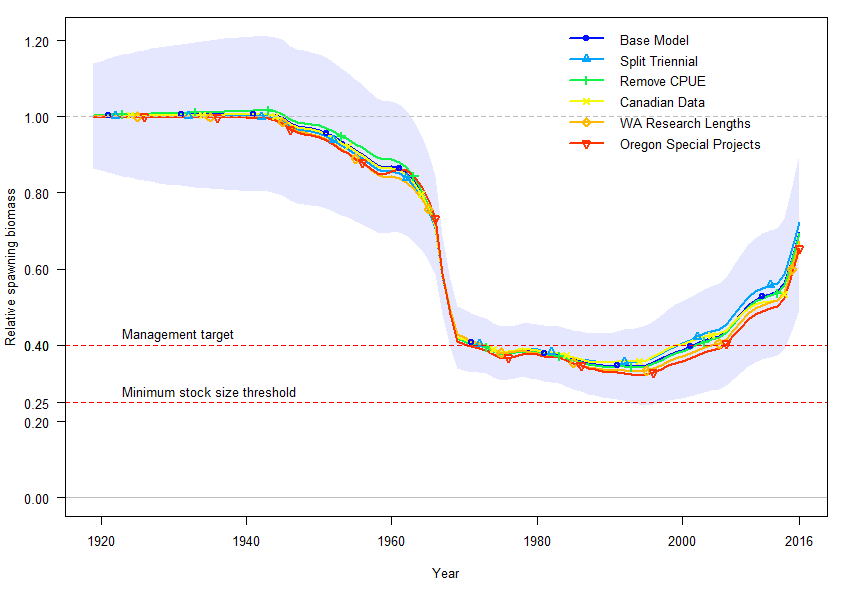 Base Model
Split Triennial
Remove CPUE
Canadian Data
WA Research Lengths
Oregon Special Projects
Relative spawning biomass
1.20
1.00
0.80
0.60
0.40
0.25
0.20
0.00
Management target
Minimum stock size threshold
1920 1940 1960 1980 2000 2016
Year